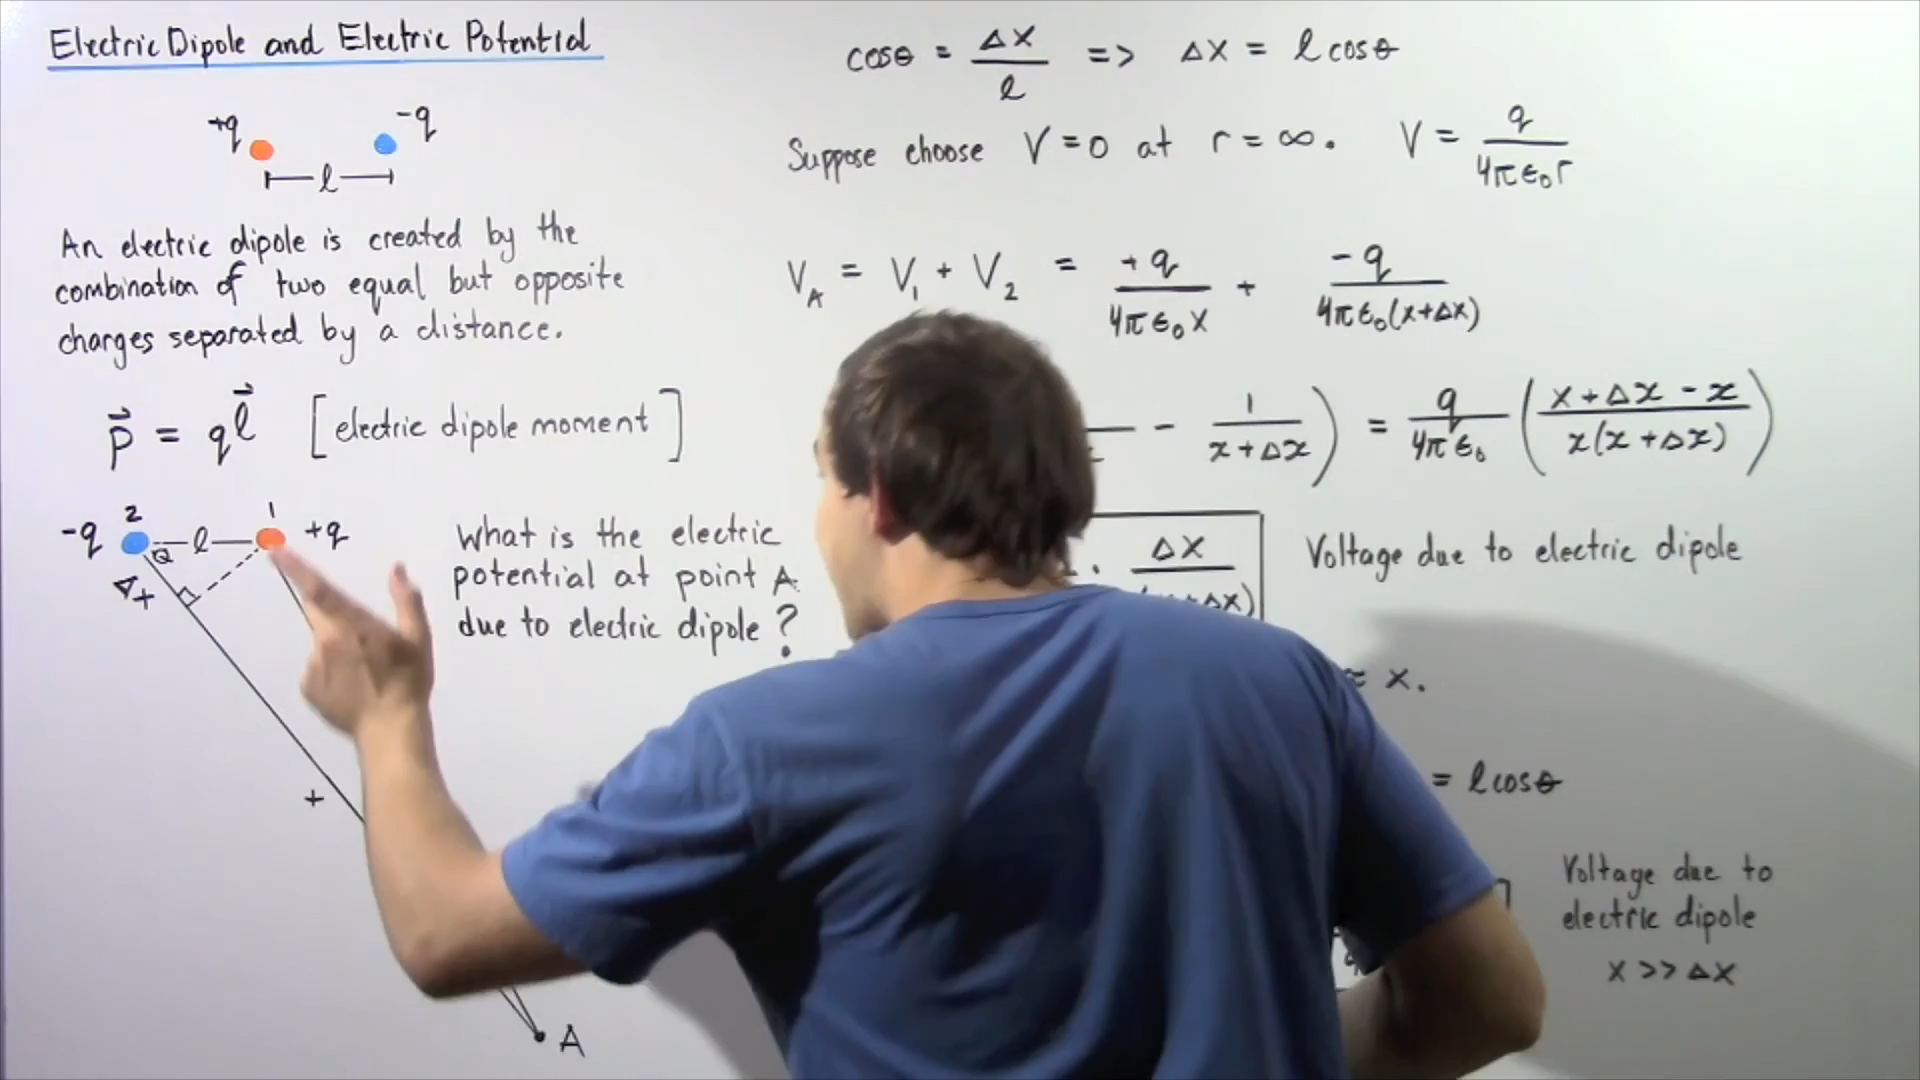 Electric Dipole and Electric Potential
+q
-q
l
An electric dipole is created by the
combination of two equal but opposite
charges separated by a distance.
p⃗ = q l⃗ [electric dipole moment]
-q 2 l 1 +q
θ
Δx
x
A
What is the electric
potential at point A
due to electric dipole?
cosθ = Δx / l => Δx = l cosθ
Suppose choose V = 0 at r = ∞. V = q / 4πε₀r
V_A = V₁ + V₂ = +q / 4πε₀x + -q / 4πε₀(x+Δx)
- 1 / x+Δx ) = q / 4πε₀ ( x+Δx-x / x(x+Δx) )
· Δx / Δx) Voltage due to electric dipole
≈ x.
= l cosθ
Voltage due to
electric dipole
x >> Δx